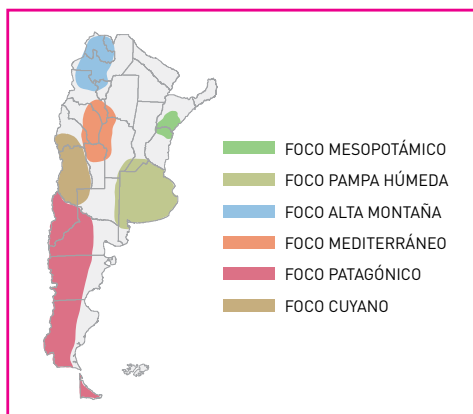 FOCO MESOPOTÁMICO
FOCO PAMPA HÚMEDA
FOCO ALTA MONTAÑA
FOCO MEDITERRÁNEO
FOCO PATAGÓNICO
FOCO CUYANO